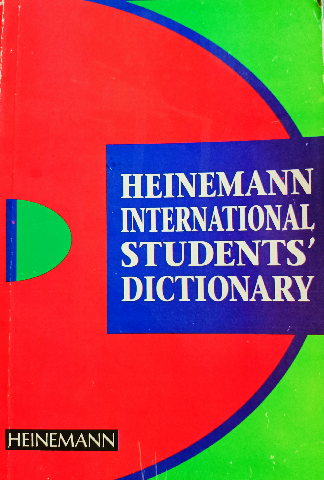 HEINEMANN
INTERNATIONAL
STUDENTS'
DICTIONARY
HEINEMANN